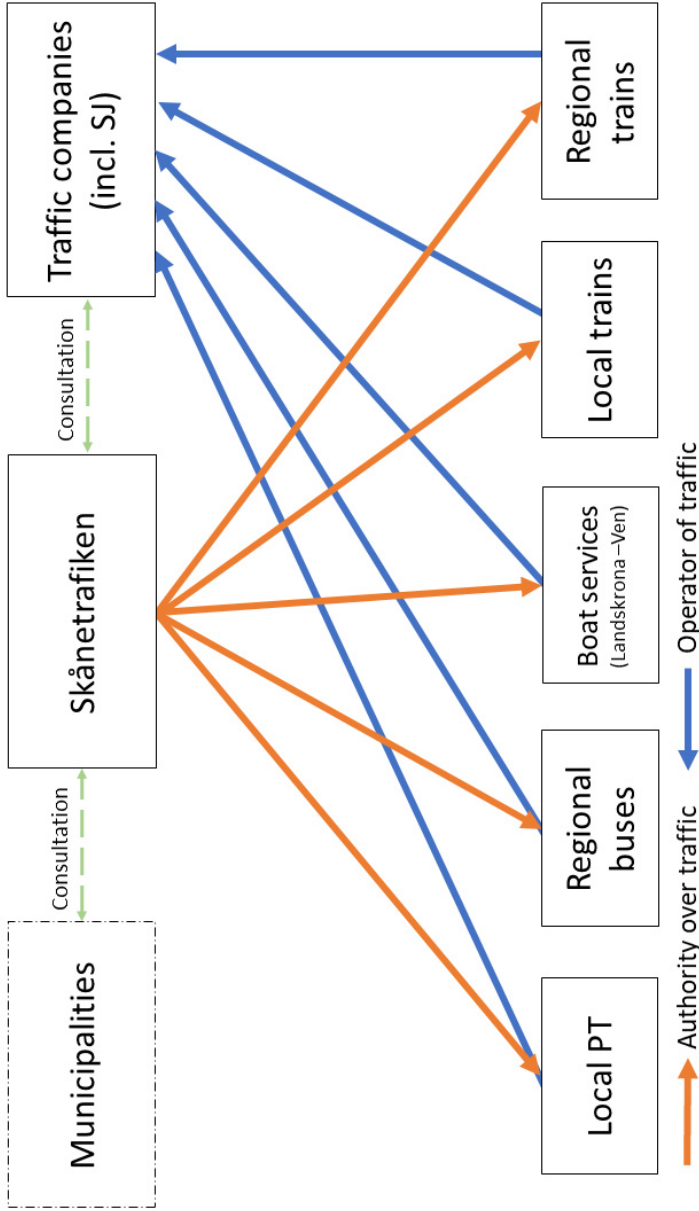 Municipalities
Consultation
Skånetrafiken
Consultation
Traffic companies
(incl. SJ)
Local PT
Regional
buses
Boat services
(Landskrona–Ven)
Local trains
Regional
trains
Authority over traffic
Operator of traffic